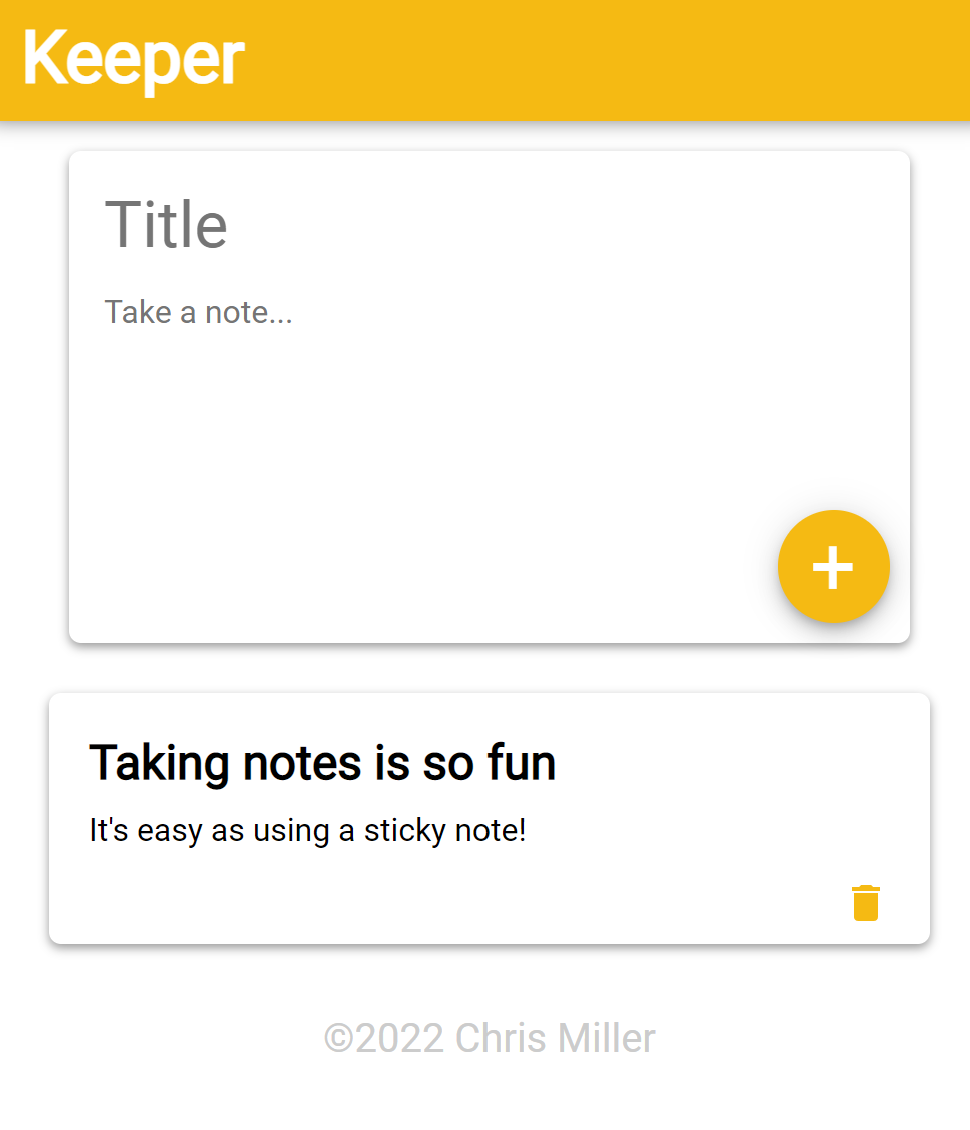 Keeper
Title
Take a note...
Taking notes is so fun
It's easy as using a sticky note!
©2022 Chris Miller